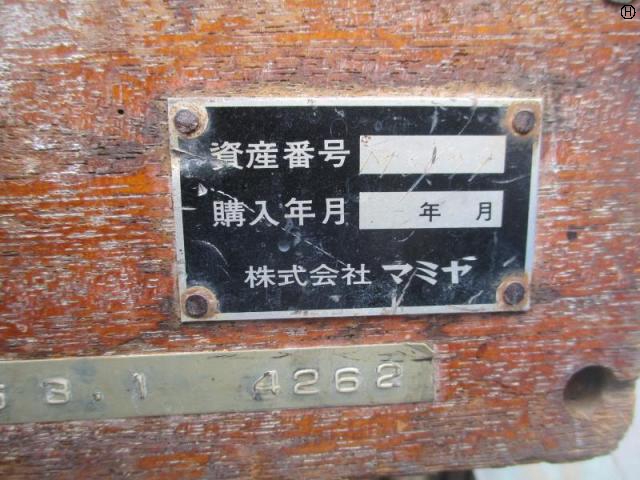 資産番号
購入年月 年 月
株式会社 マミヤ
8.1 4262